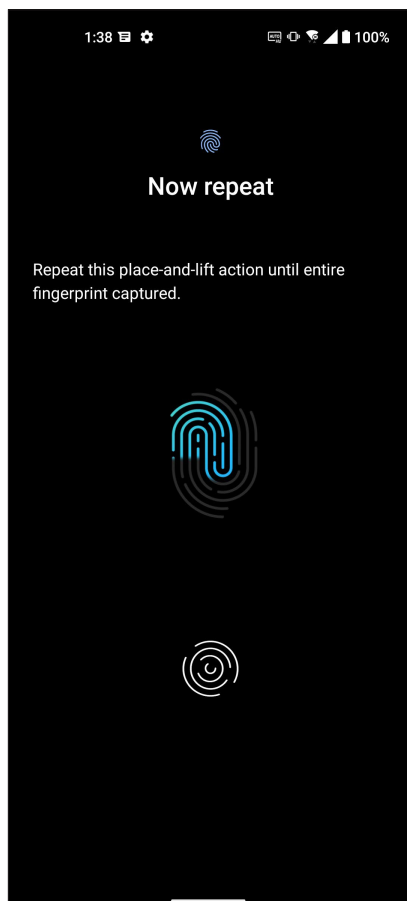 1:38 100%
Now repeat
Repeat this place-and-lift action until entire
fingerprint captured.